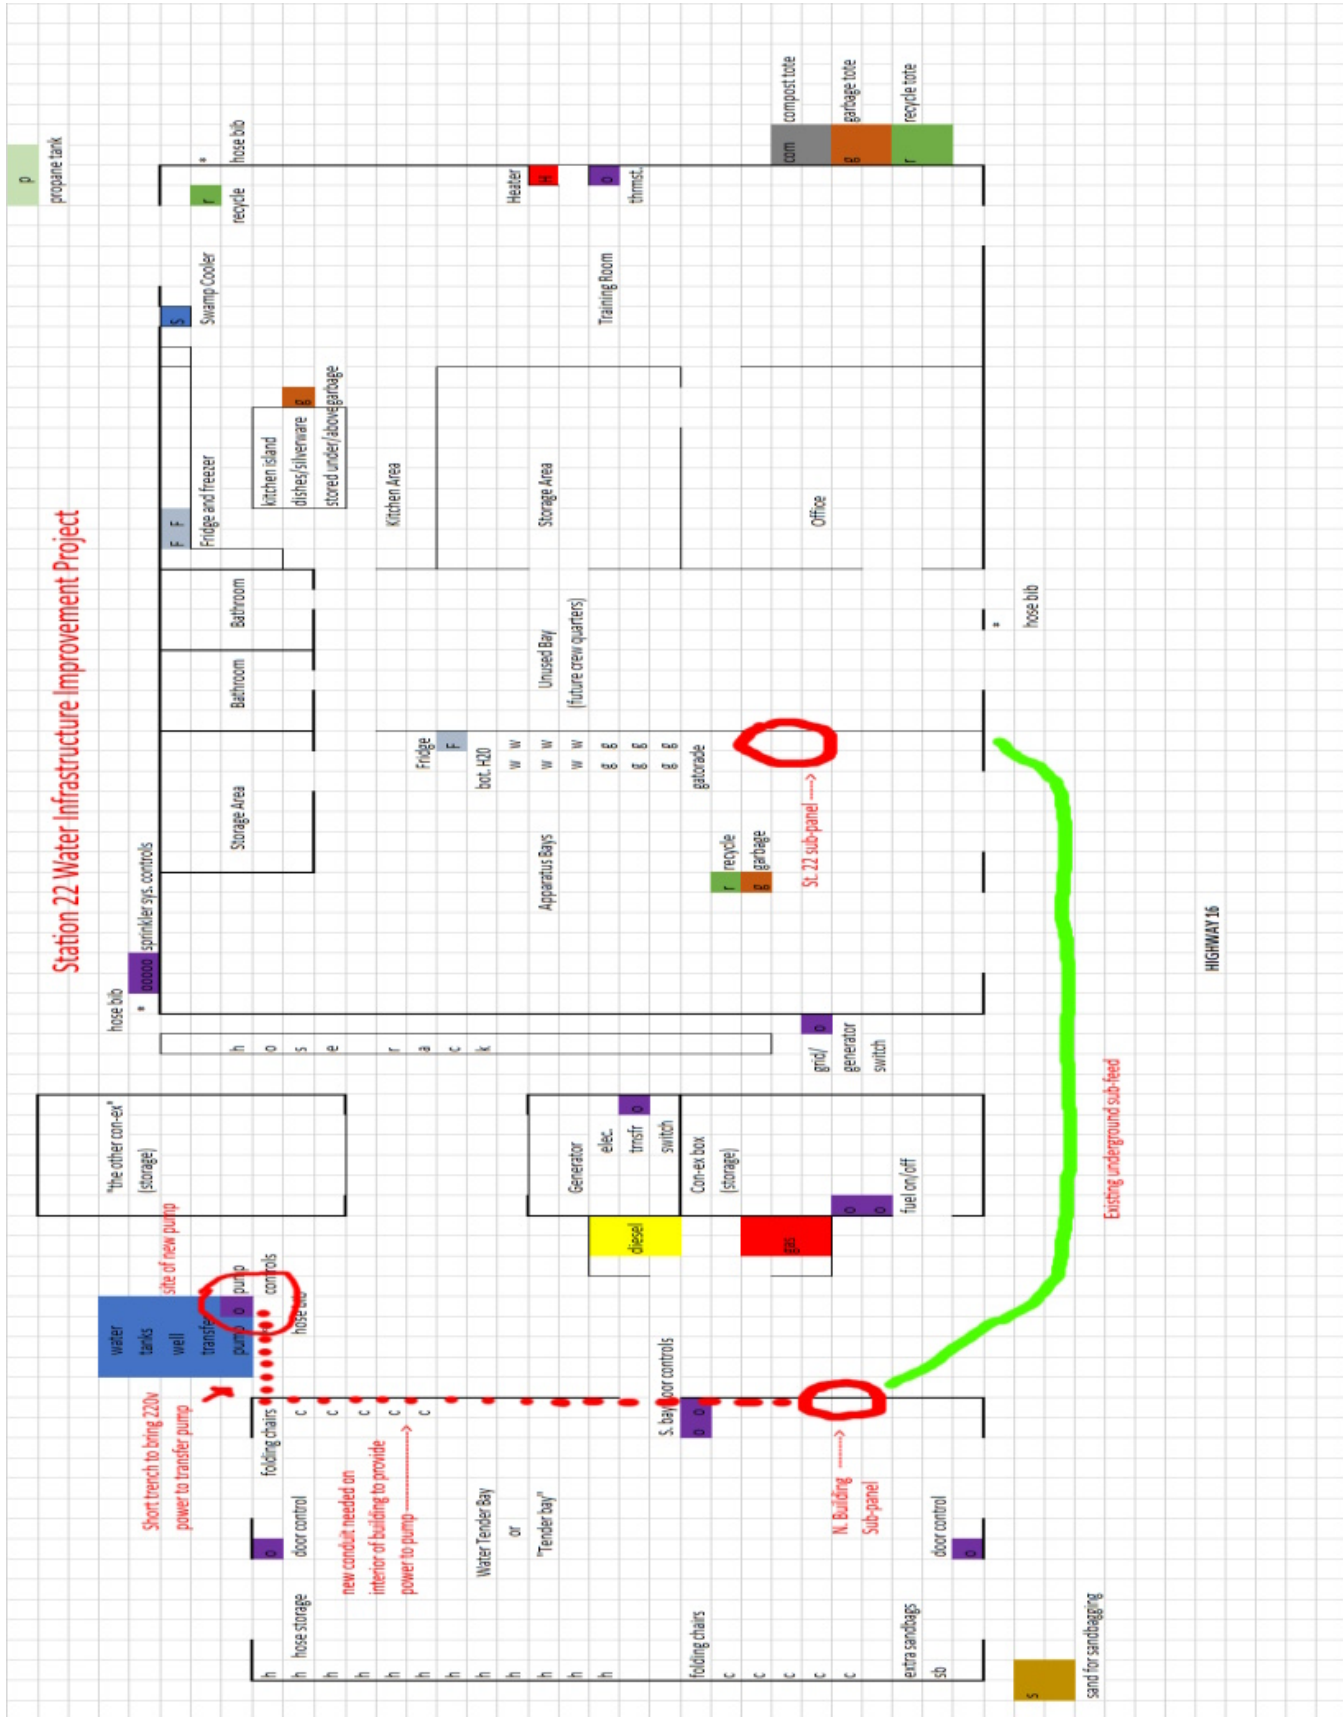 Station 22 Water Infrastructure Improvement Project
p
propane tank
hose bib
*
ooooo
sprinkler sys. controls
*
hose bib
r
recycle
S
Swamp Cooler
F F
Fridge and freezer
kitchen island
dishes/silverware
stored under/above
g
garbage
Bathroom
Bathroom
Storage Area
Kitchen Area
Storage Area
Office
Training Room
Heater
H
o
thrmst.
com
compost tote
g
garbage tote
r
recycle tote
Unused Bay
(future crew quarters)
Fridge
F
bot. H20
w w
w w
w w
g g
g g
g g
gatorade
Apparatus Bays
r
recycle
g
garbage
St. 22 sub-panel ---->
*
hose bib
h
o
s
e
r
a
c
k
o
grid/
generator
switch
"the other con-ex"
(storage)
Generator
elec.
trnsfr
switch
o
Con-ex box
(storage)
o
o
fuel on/off
diesel
gas
water
tanks
well
transfer
pump
o
pump
controls
site of new pump
hose bib
Short trench to bring 220v
power to transfer pump
folding chairs
c
c
c
c
c
S. bay door controls
o o
o
door control
new conduit needed on
interior of building to provide
power to pump ------------->
Water Tender Bay
or
"Tender bay"
N. Building ----->
Sub-panel
door control
o
hose storage
h
h
h
h
h
h
h
h
h
h
h
h
folding chairs
c
c
c
c
c
extra sandbags
sb
s
sand for sandbagging
Existing underground sub-feed
HIGHWAY 16